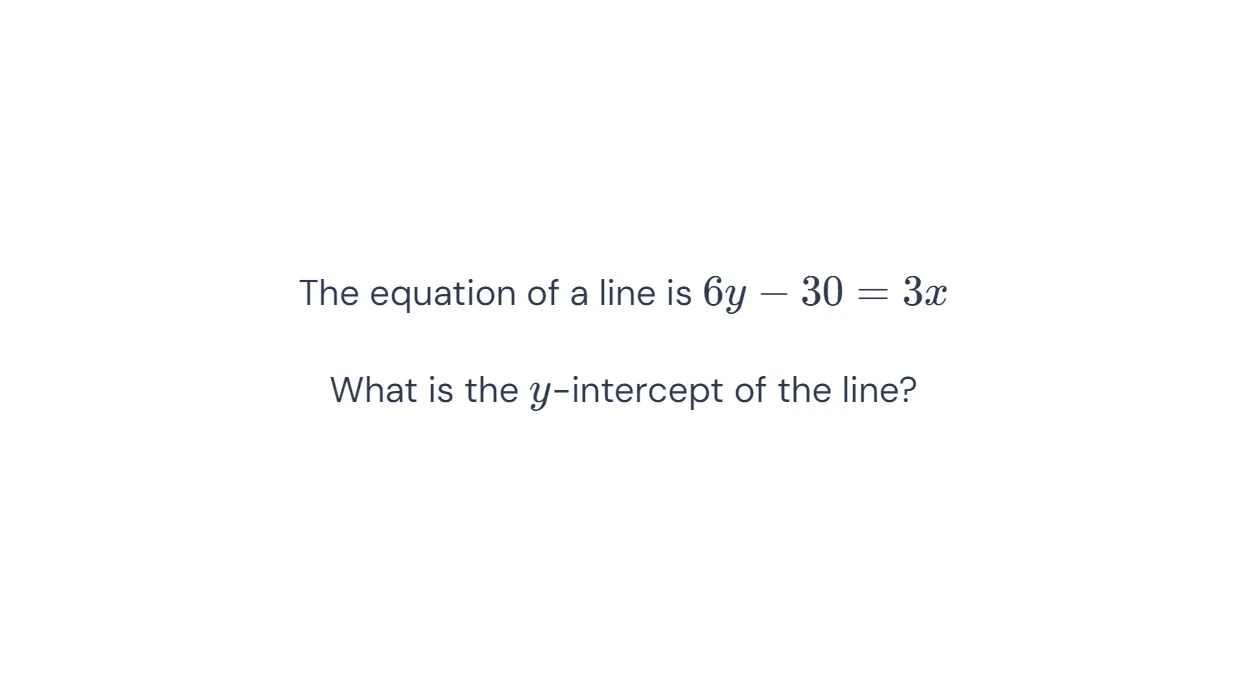 The equation of a line is 6y − 30 = 3x
What is the y-intercept of the line?